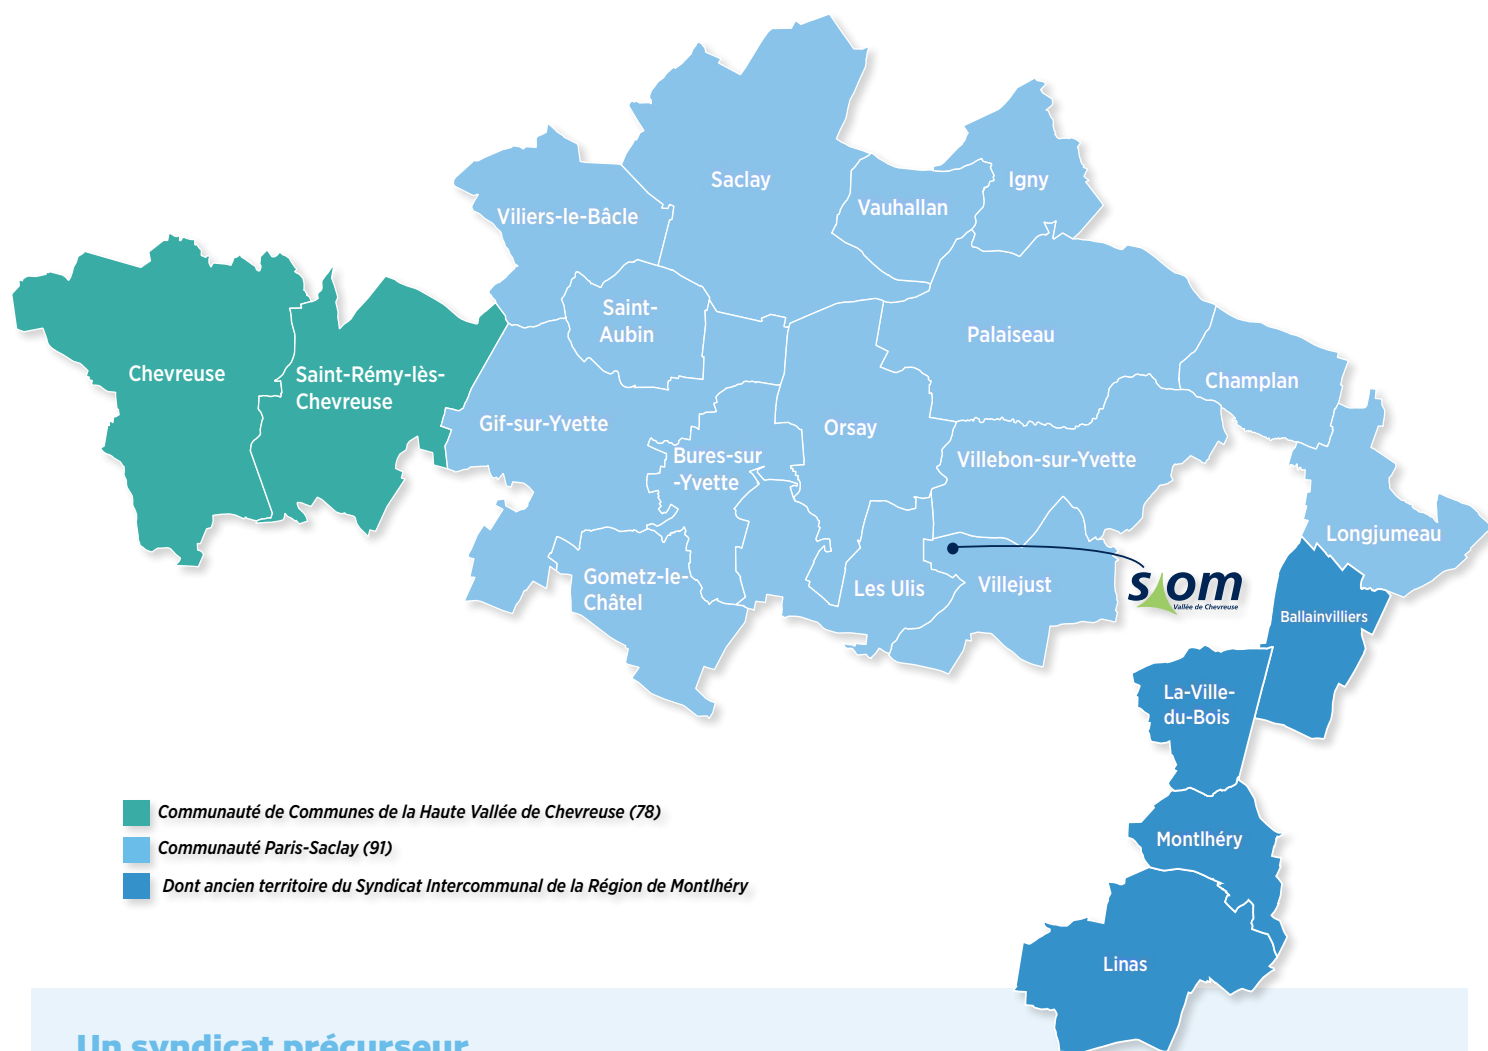 Saclay
Igny
Vauhallan
Viliers-le-Bâcle
Saint-
Aubin
Palaiseau
Chevreuse
Saint-Rémy-lès-
Chevreuse
Champlan
Gif-sur-Yvette
Orsay
Bures-sur
-Yvette
Villebon-sur-Yvette
Longjumeau
Gometz-le-
Châtel
Les Ulis
Villejust
siom
Vallée de Chevreuse
Ballainvilliers
La-Ville-
du-Bois
Communauté de Communes de la Haute Vallée de Chevreuse (78)
Communauté Paris-Saclay (91)
Dont ancien territoire du Syndicat Intercommunal de la Région de Montlhéry
Montlhéry
Linas
Un syndicat précurseur